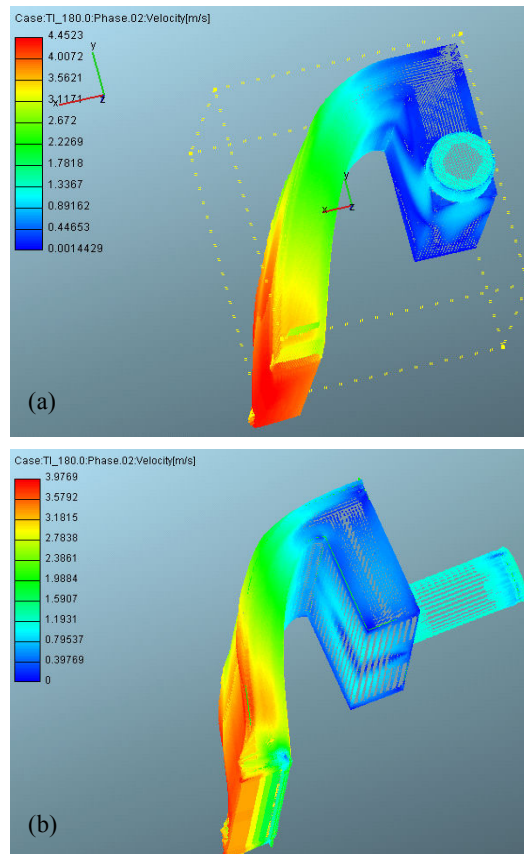 Case:TI_180.0:Phase.02:Velocity[m/s]
4.4523
4.0072
3.5621
3.1171
2.672
2.2269
1.7818
1.3367
0.89162
0.44653
0.0014429
y
x
z
y
x
z
(a)
Case:TI_180.0:Phase.02:Velocity[m/s]
3.9769
3.5792
3.1815
2.7838
2.3861
1.9884
1.5907
1.1931
0.79537
0.39769
0
(b)